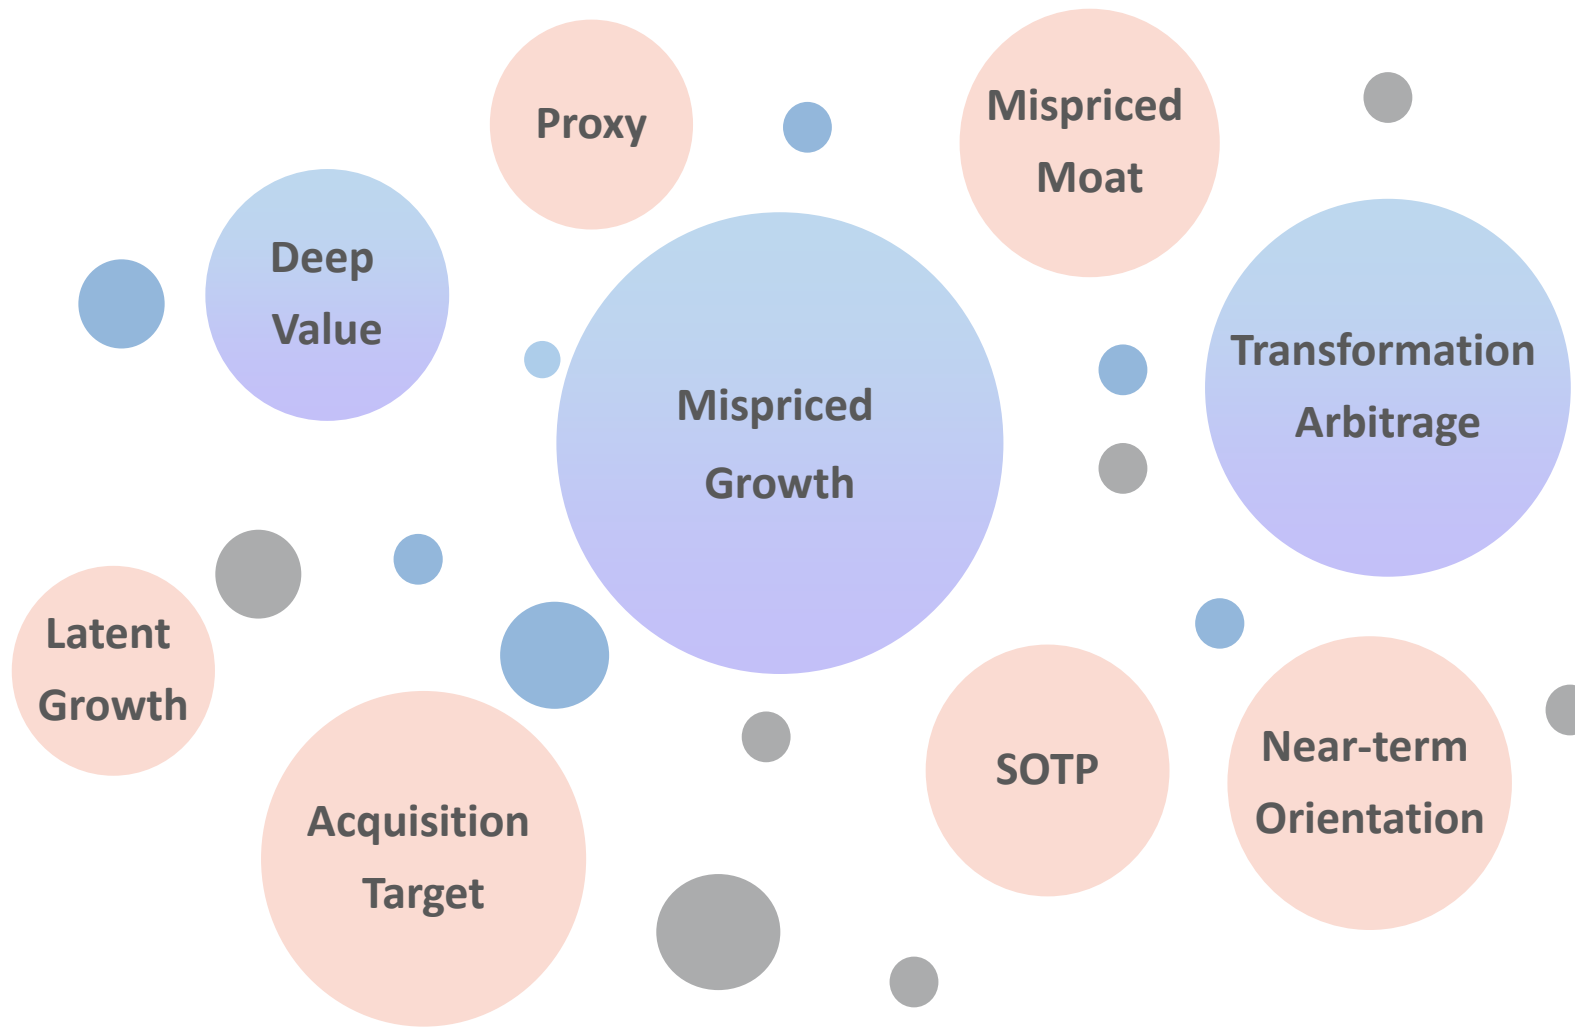 Proxy
Mispriced
Moat
Deep
Value
Mispriced
Growth
Transformation
Arbitrage
Latent
Growth
Acquisition
Target
SOTP
Near-term
Orientation